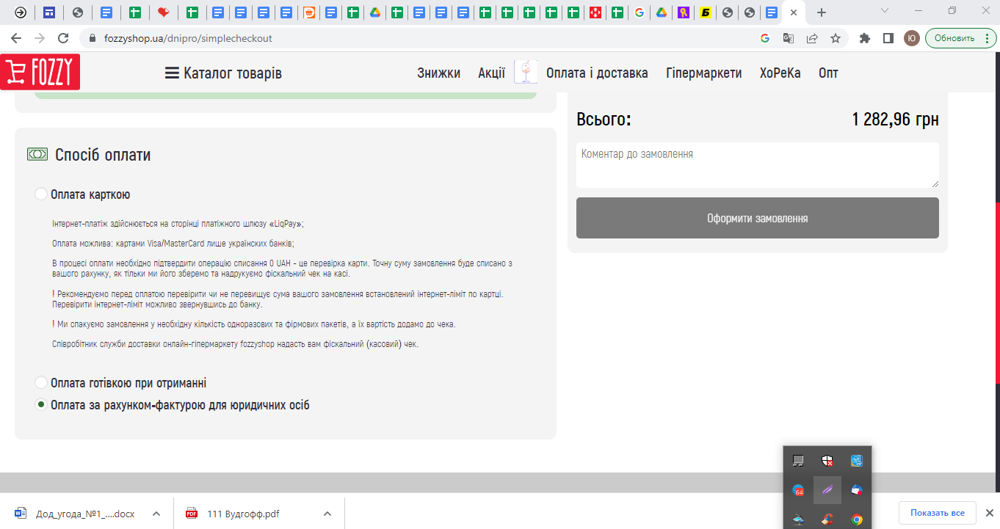 fozzyshop.ua/dnipro/simplecheckout
Ю
Обновить
FOZZY
Каталог товарів
Знижки
Акції
Оплата і доставка
Гіпермаркети
ХоРеКа
Опт
Всього:
1 282,96 грн
Коментар до замовлення
Оформити замовлення
Спосіб оплати
Оплата карткою
Інтернет-платіж здійснюється на сторінці платіжного шлюзу «LiqPay»;
Оплата можлива: картами Visa/MasterCard лише українских банків;
В процесі оплати необхідно підтвердити операцію списання 0 UAH - це перевірка карти. Точну суму замовлення буде списано з
вашого рахунку, як тільки ми його зберемо та надрукуємо фіскальний чек на касі.
! Рекомендуємо перед оплатою перевірити чи не перевищує сума вашого замовлення встановлений інтернет-ліміт по картці.
Перевірити інтернет-ліміт можливо звернувшись до банку.
! Ми спакуємо замовлення у необхідну кількість одноразових та фірмових пакетів, а їх вартість додамо до чека.
Співробітник служби доставки онлайн-гіпермаркету fozzyshop надасть вам фіскальний (касовий) чек.
Оплата готівкою при отриманні
Оплата за рахунком-фактурою для юридичних осіб
64
Дод_угода_№1_....docx
PDF
111 Вудгофф.pdf
Показать все